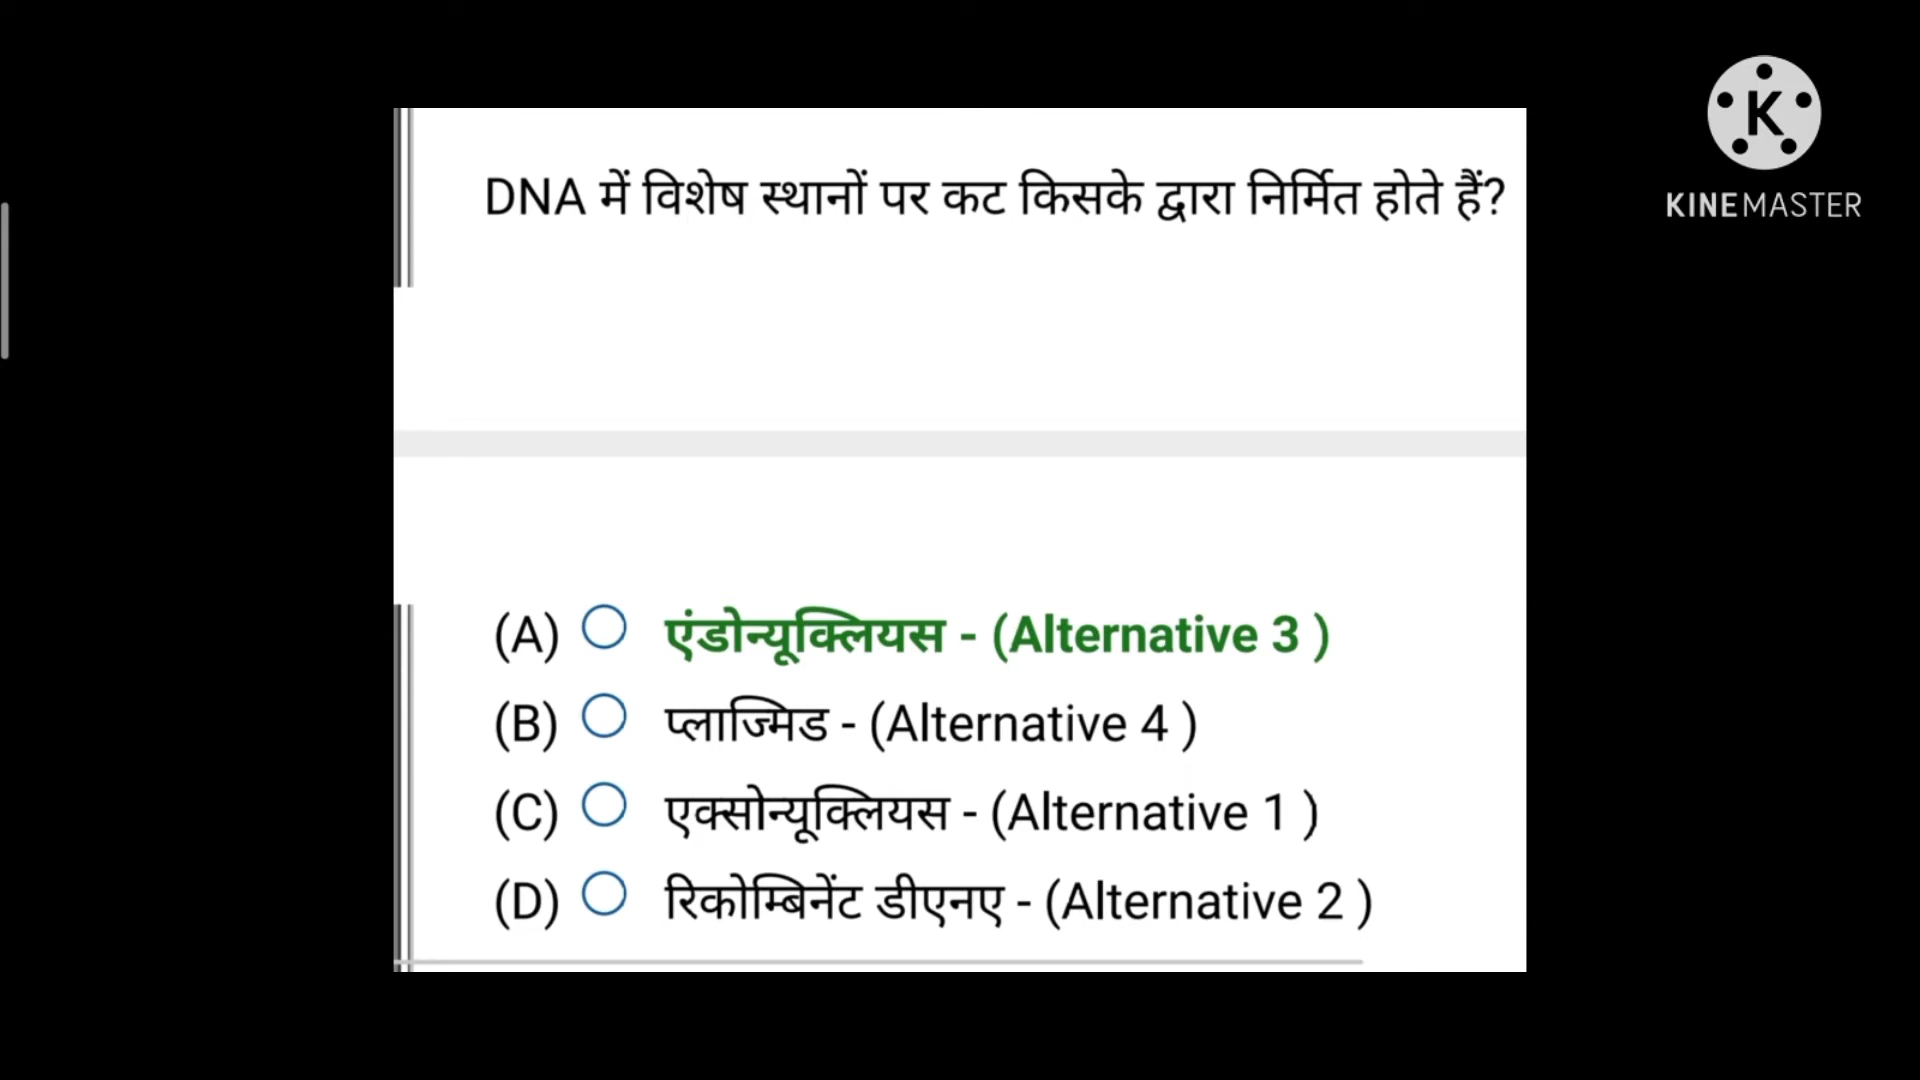 K
KINEMASTER
DNA में विशेष स्थानों पर कट किसके द्वारा निर्मित होते हैं?
(A) एंडोन्यूक्लियस - (Alternative 3 )
(B) प्लाज्मिड - (Alternative 4 )
(C) एक्सोन्यूक्लियस - (Alternative 1 )
(D) रिकोम्बिनेंट डीएनए - (Alternative 2 )